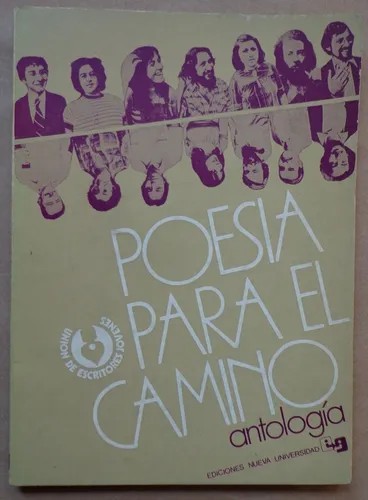 POESIA
PARA EL
CAMINO
antología
UNION DE ESCRITORES JOVENES
EDICIONES NUEVA UNIVERSIDAD